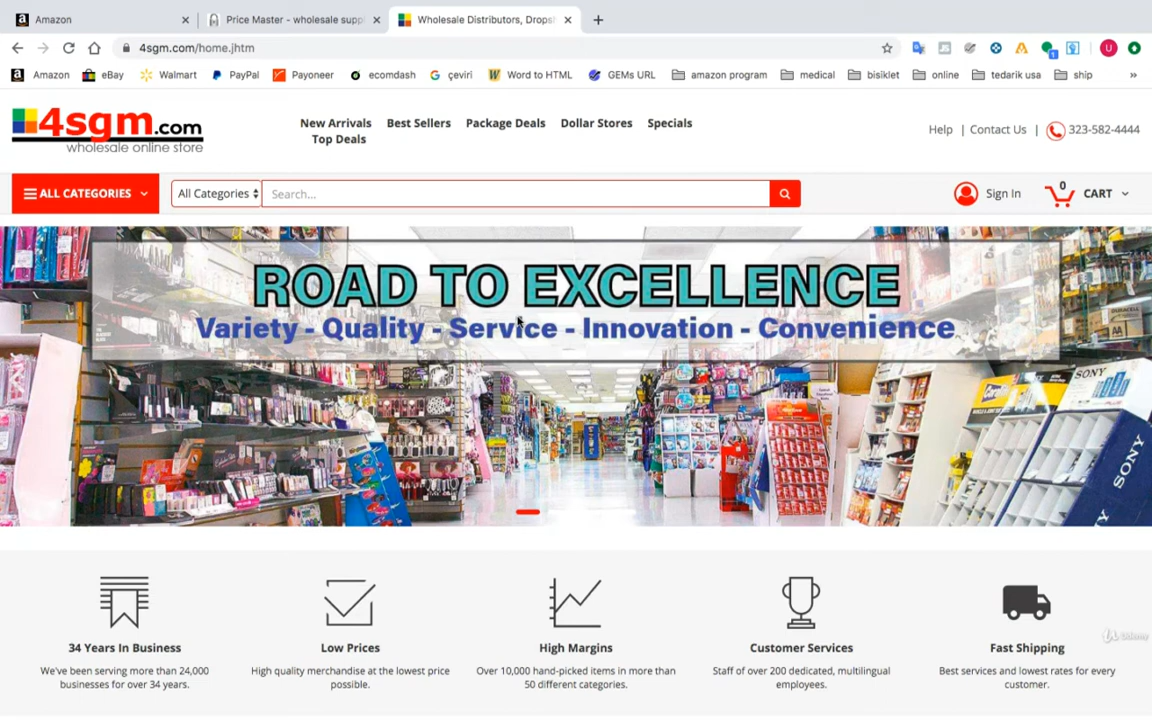 Amazon
Price Master - wholesale suppl
Wholesale Distributors, Dropsh
4sgm.com/home.jhtm
U
1
Amazon
eBay
Walmart
PayPal
Payoneer
ecomdash
çeviri
Word to HTML
GEMs URL
amazon program
medical
bisiklet
online
tedarik usa
ship
»
4sgm.com
wholesale online store
New Arrivals
Best Sellers
Package Deals
Dollar Stores
Specials
Top Deals
Help | Contact Us | 323-582-4444
ALL CATEGORIES
All Categories
Search...
Sign In
0
CART
ROAD TO EXCELLENCE
Variety - Quality - Service - Innovation - Convenience
DURACELL
SONY
SONY
34 Years In Business
We've been serving more than 24,000
businesses for over 34 years.
Low Prices
High quality merchandise at the lowest price
possible.
High Margins
Over 10,000 hand-picked items in more than
50 different categories.
Customer Services
Staff of over 200 dedicated, multilingual
employees.
Fast Shipping
Best services and lowest rates for every
customer.
Udemy